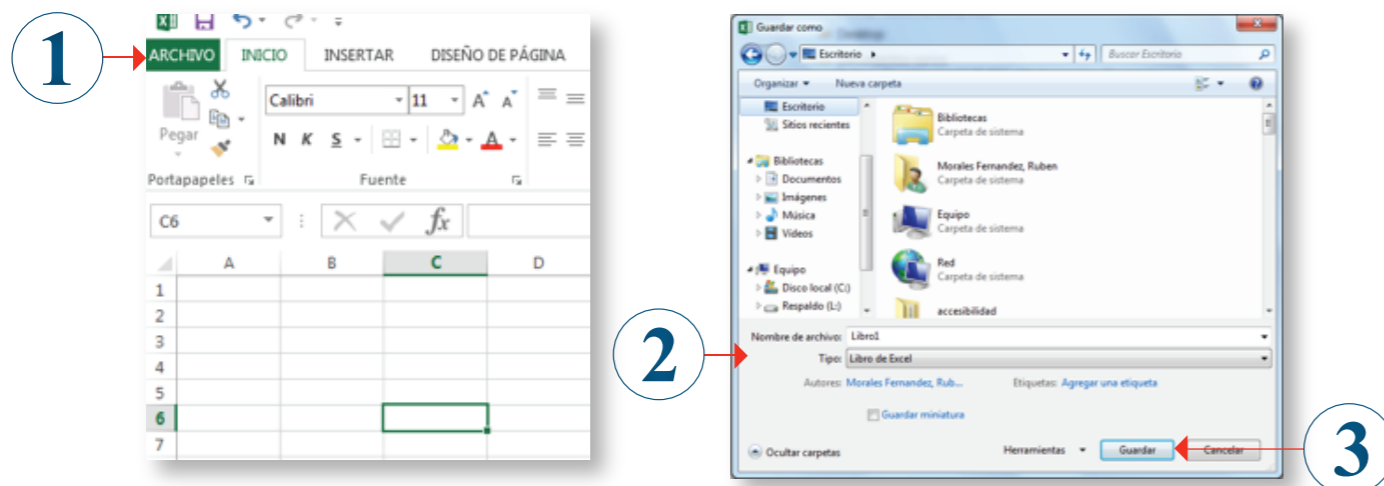 1
ARCHIVO INICIO INSERTAR DISEÑO DE PÁGINA
Calibri 11 A A
Pegar
N K S A
Portapapeles Fuente
C6 fx
A B C D
1
2
3
4
5
6
7
2
Guardar como
Escritorio Buscar Escritorio
Organizar Nueva carpeta
Escritorio
Sitios recientes
Bibliotecas
Documentos
Imágenes
Música
Vídeos
Equipo
Disco local (C:)
Respaldo (L:)
Bibliotecas
Carpeta de sistema
Morales Fernandez, Ruben
Carpeta de sistema
Equipo
Carpeta de sistema
Red
Carpeta de sistema
accesibilidad
Nombre de archivo: Libro1
Tipo: Libro de Excel
Autores: Morales Fernandez, Rub... Etiquetas: Agregar una etiqueta
Guardar miniatura
Ocultar carpetas Herramientas Guardar Cancelar
3